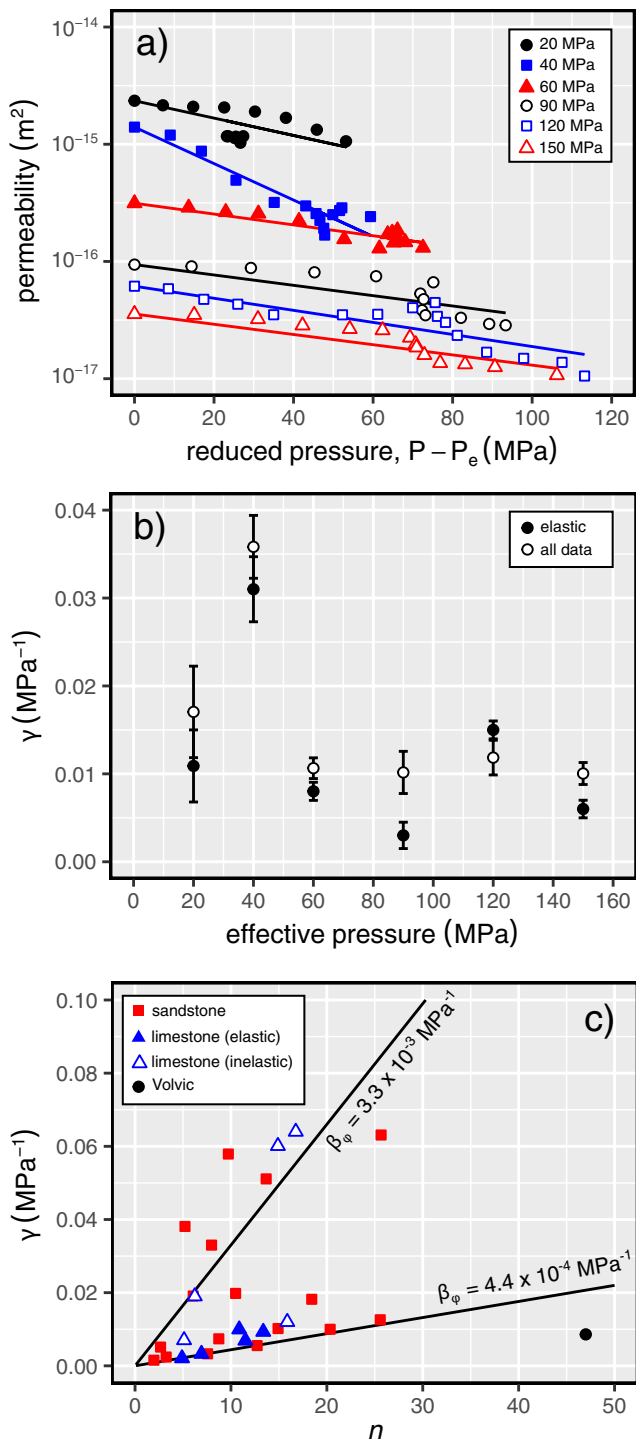 a)
10⁻¹⁴
10⁻¹⁵
10⁻¹⁶
10⁻¹⁷
permeability (m²)
20 MPa
40 MPa
60 MPa
90 MPa
120 MPa
150 MPa
0 20 40 60 80 100 120
reduced pressure, P – Pₑ (MPa)
b)
0.04
0.03
0.02
0.01
0.00
γ (MPa⁻¹)
elastic
all data
0 20 40 60 80 100 120 140 160
effective pressure (MPa)
c)
0.10
0.08
0.06
0.04
0.02
0.00
γ (MPa⁻¹)
sandstone
limestone (elastic)
limestone (inelastic)
Volvic
βᵩ = 3.3 x 10⁻³ MPa⁻¹
βᵩ = 4.4 x 10⁻⁴ MPa⁻¹
0 10 20 30 40 50
n